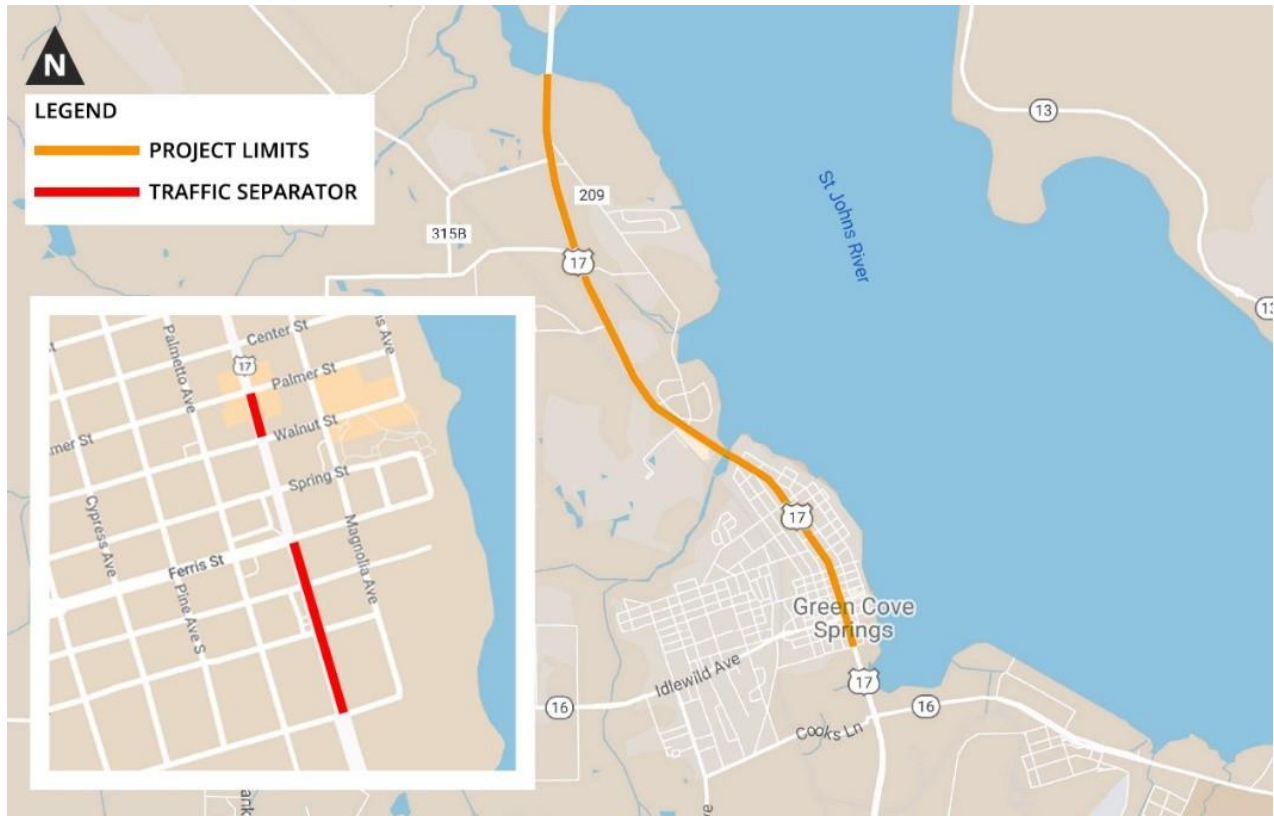 N
LEGEND
PROJECT LIMITS
TRAFFIC SEPARATOR
13
13
209
St Johns River
315B
17
17
Green Cove
Springs
17
Idlewild Ave
16
16
Cooks Ln
Center St
Palmetto Ave
17
Palmer St
Walnut St
Spring St
Cypress Ave
Magnolia Ave
Ferris St
Pine Ave S